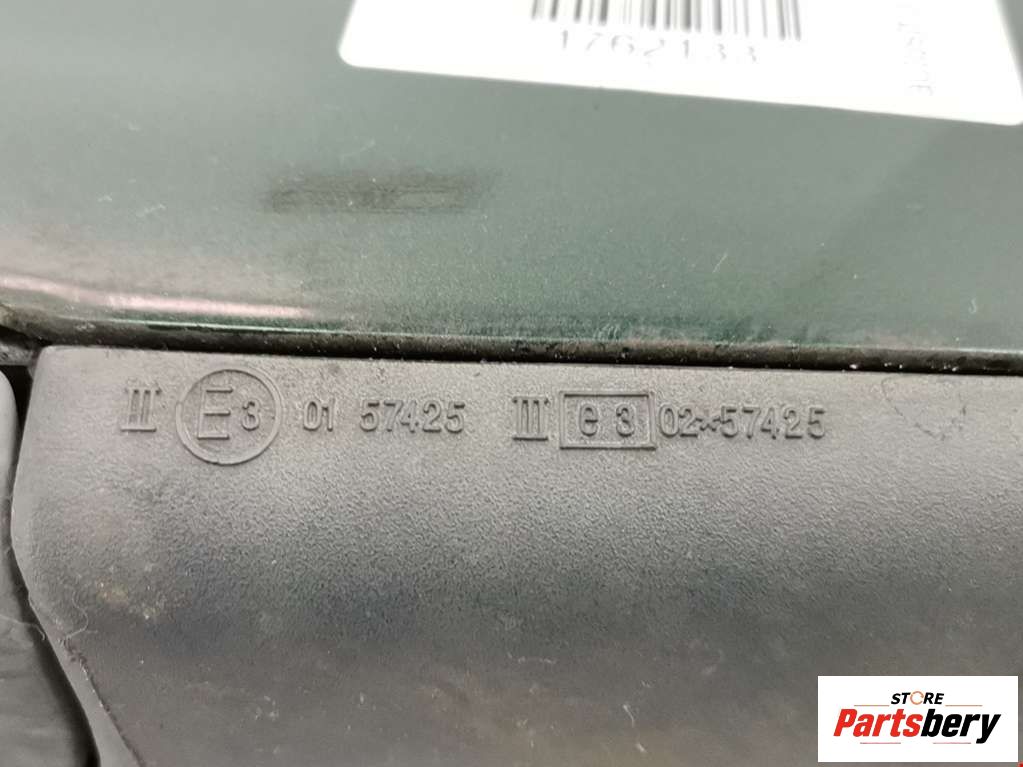 1762133
III E3 01 57425 III e3 02*57425
STORE
Partsbery